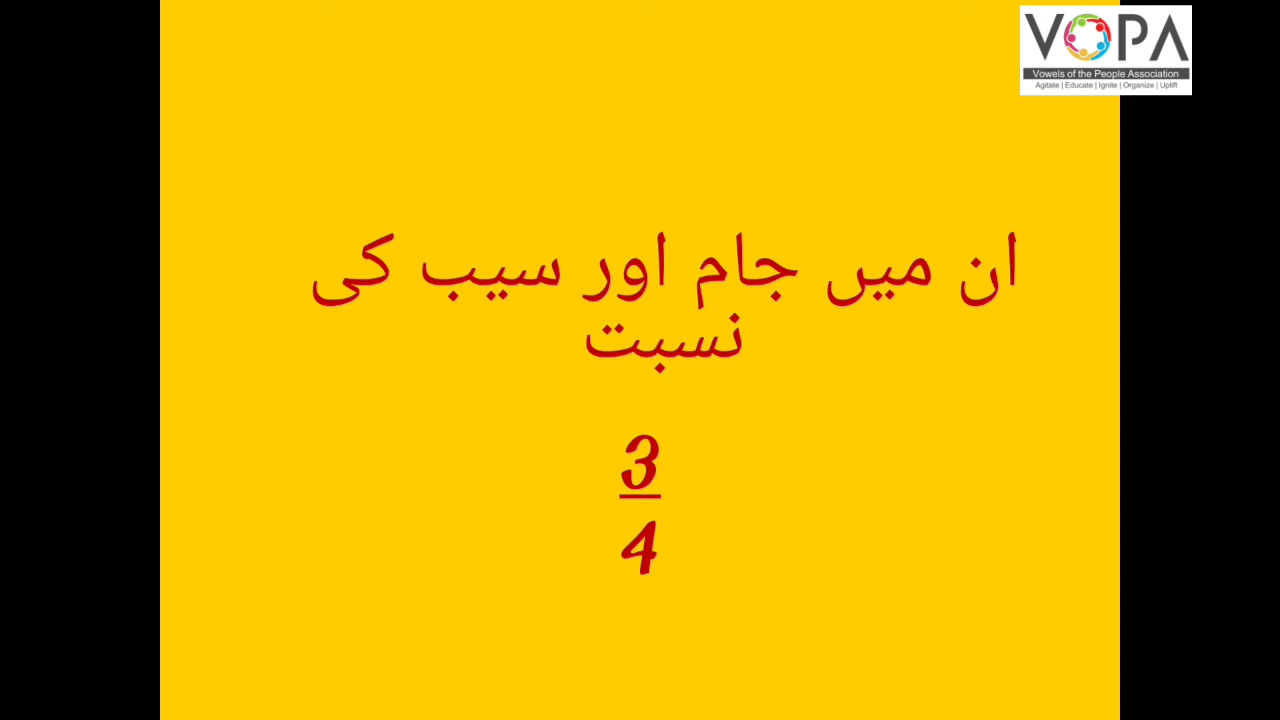 VOPA
Vowels of the People Association
Agitate | Educate | Ignite | Organize | Uplift
ان میں جام اور سیب کی
نسبت
3
4